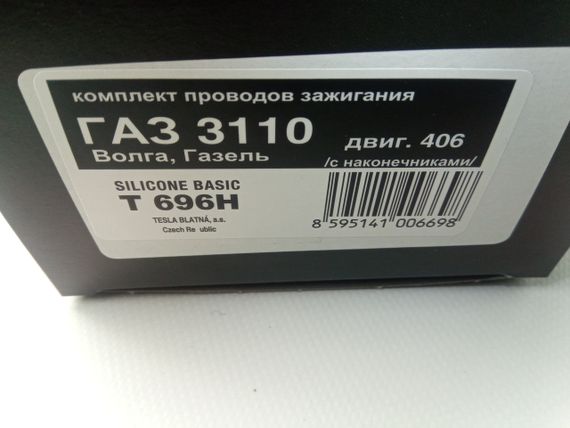 комплект проводов зажигания
ГАЗ 3110 двиг. 406
Волга, Газель /с наконечниками/
SILICONE BASIC
T 696H
TESLA BLATNÁ, a.s.
Czech Re ublic
8 595141 006698